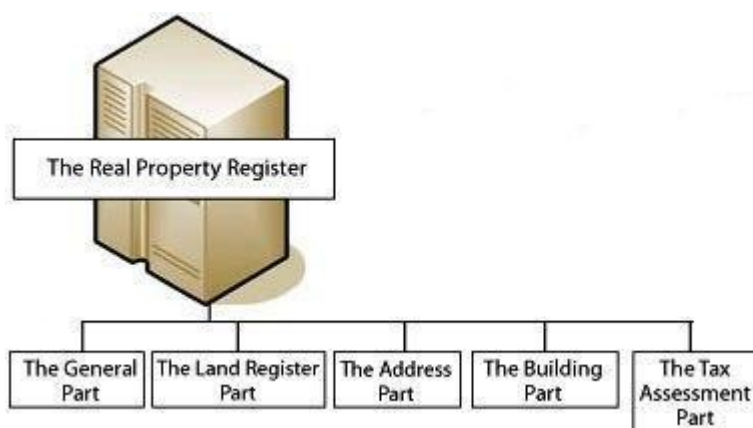 The Real Property Register
The General
Part
The Land Register
Part
The Address
Part
The Building
Part
The Tax
Assessment
Part